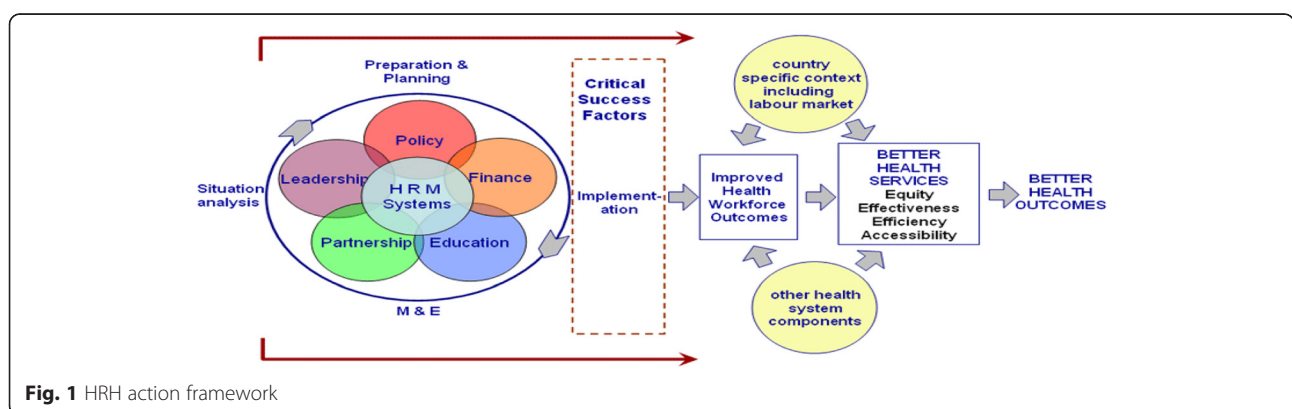 Preparation &
Planning
Situation
analysis
Policy
Leadership
Finance
H R M
Systems
Partnership
Education
M & E
Critical
Success
Factors
Implement-
ation
country
specific context
including
labour market
Improved
Health
Workforce
Outcomes
BETTER
HEALTH
SERVICES
Equity
Effectiveness
Efficiency
Accessibility
BETTER
HEALTH
OUTCOMES
other health
system
components
Fig. 1 HRH action framework